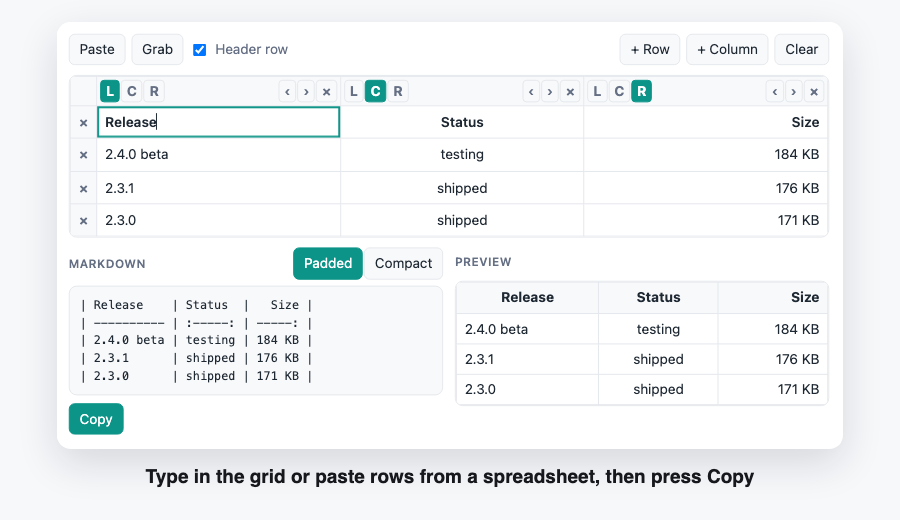 Paste Grab Header row + Row + Column Clear
L C R ‹ › × L C R ‹ › × L C R ‹ › ×
× Release Status Size
× 2.4.0 beta testing 184 KB
× 2.3.1 shipped 176 KB
× 2.3.0 shipped 171 KB
MARKDOWN Padded Compact
| Release    | Status  |   Size |
| ---------- | :-----: | -----: |
| 2.4.0 beta | testing | 184 KB |
| 2.3.1      | shipped | 176 KB |
| 2.3.0      | shipped | 171 KB |
Copy
PREVIEW
Release Status Size
2.4.0 beta testing 184 KB
2.3.1 shipped 176 KB
2.3.0 shipped 171 KB
Type in the grid or paste rows from a spreadsheet, then press Copy